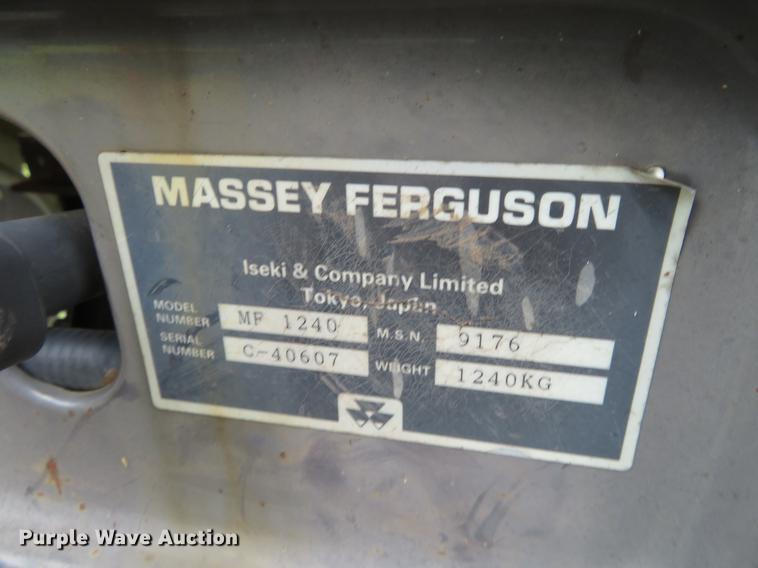 MASSEY FERGUSON
Iseki & Company Limited
Tokyo, Japan
MODEL NUMBER MF 1240 M.S.N. 9176
SERIAL NUMBER C-40607 WEIGHT 1240KG
Purple Wave Auction